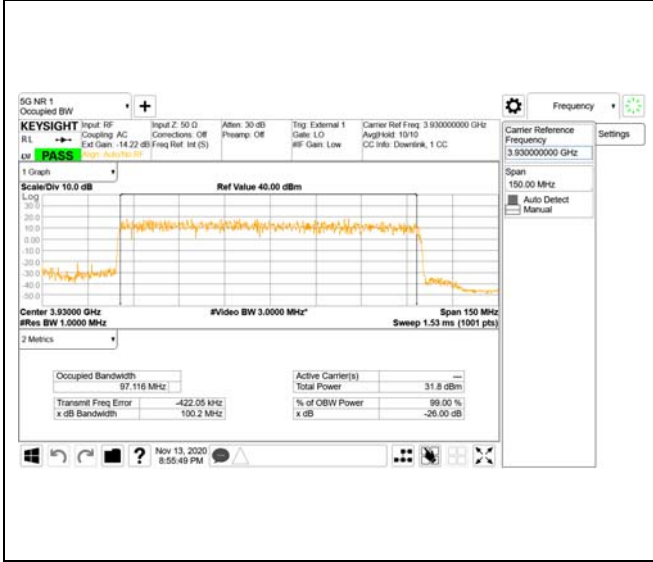 5G NR 1
Occupied BW
Frequency
KEYSIGHT
R L
PASS
Input: RF
Coupling: AC
Ext Gain: -14.22 dB
Align: Auto/No RF
Input Z: 50 Ω
Corrections: Off
Freq Ref: Int (S)
Atten: 30 dB
Preamp: Off
Trig: External 1
Gate: LO
#IF Gain: Low
Carrier Ref Freq: 3.930000000 GHz
Avg|Hold: 10/10
CC Info: Downlink, 1 CC
Carrier Reference
Frequency
3.930000000 GHz
Settings
Span
150.00 MHz
Auto Detect
Manual
1 Graph
Scale/Div 10.0 dB
Ref Value 40.00 dBm
Log
30.0
20.0
10.0
0.00
-10.0
-20.0
-30.0
-40.0
-50.0
Center 3.93000 GHz
#Video BW 3.0000 MHz*
Span 150 MHz
#Res BW 1.0000 MHz
Sweep 1.53 ms (1001 pts)
2 Metrics
Occupied Bandwidth
97.116 MHz
Active Carrier(s)
---
Total Power
31.8 dBm
Transmit Freq Error
-422.05 kHz
% of OBW Power
99.00 %
x dB Bandwidth
100.2 MHz
x dB
-26.00 dB
Nov 13, 2020
8:55:49 PM